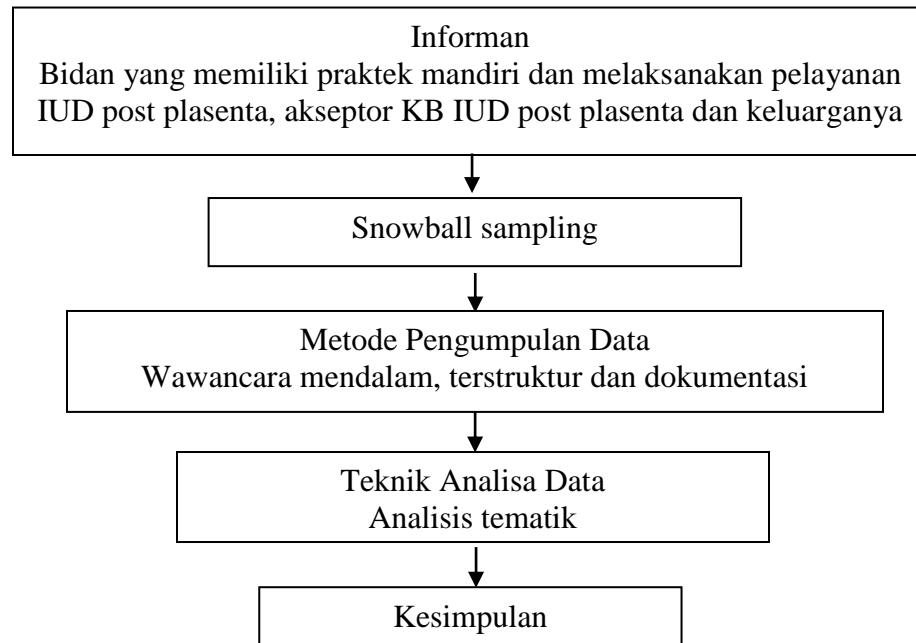 Informan
Bidan yang memiliki praktek mandiri dan melaksanakan pelayanan
IUD post plasenta, akseptor KB IUD post plasenta dan keluarganya
Snowball sampling
Metode Pengumpulan Data
Wawancara mendalam, terstruktur dan dokumentasi
Teknik Analisa Data
Analisis tematik
Kesimpulan